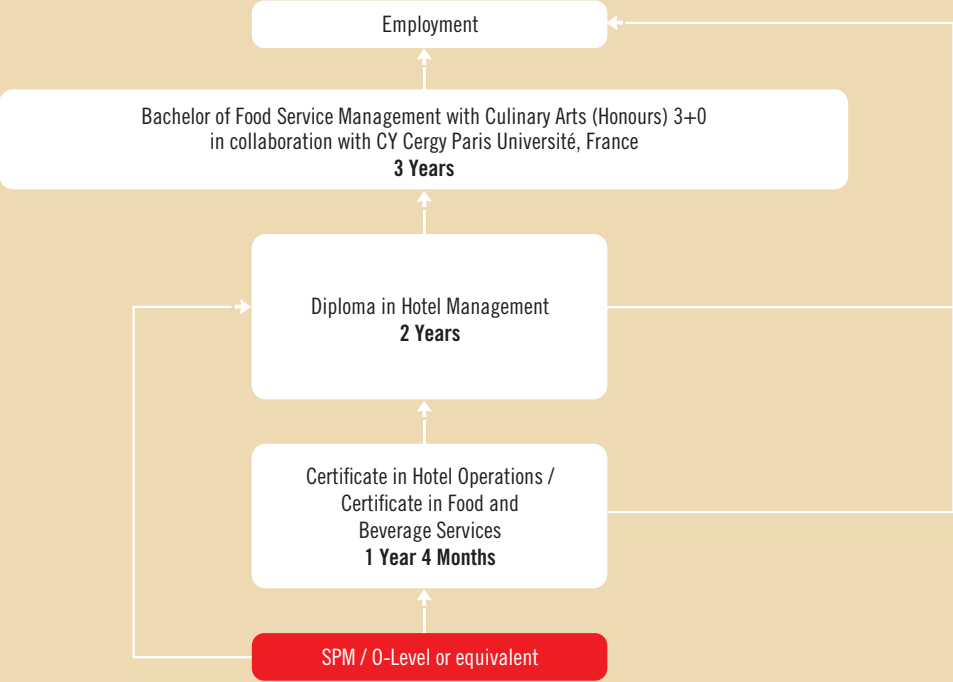 Employment
Bachelor of Food Service Management with Culinary Arts (Honours) 3+0
in collaboration with CY Cergy Paris Université, France
3 Years
Diploma in Hotel Management
2 Years
Certificate in Hotel Operations /
Certificate in Food and
Beverage Services
1 Year 4 Months
SPM / O-Level or equivalent